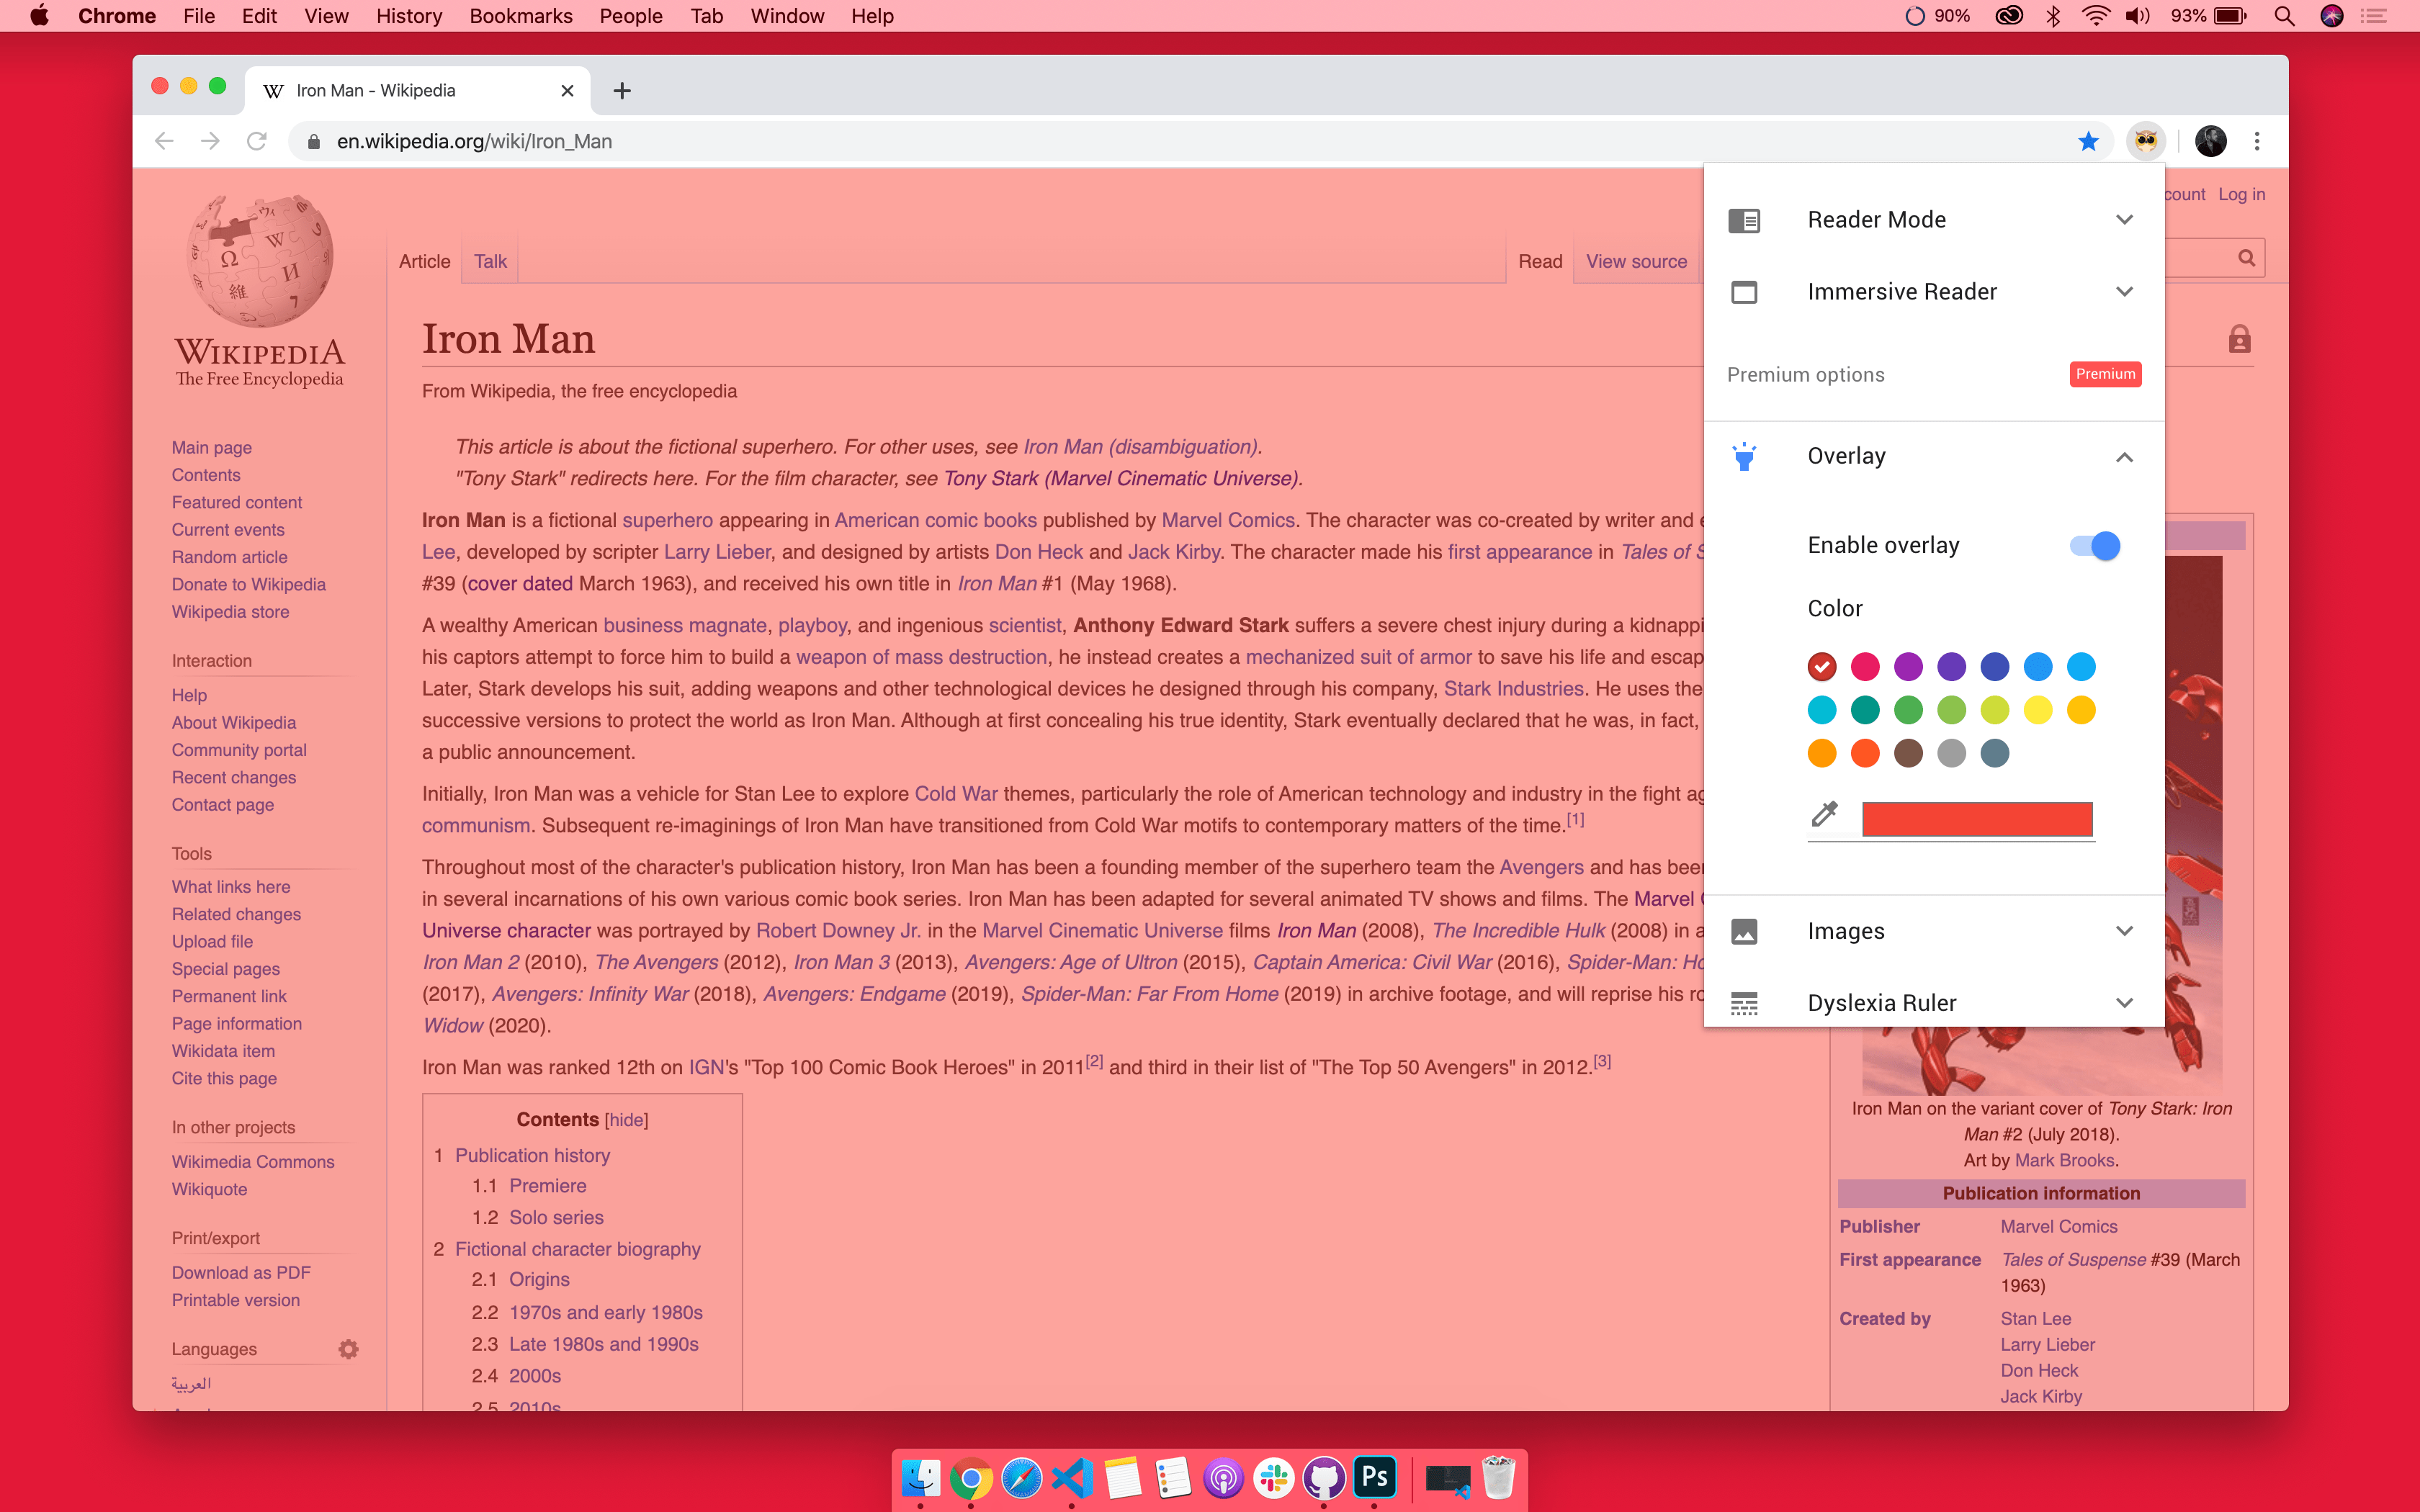 Chrome File Edit View History Bookmarks People Tab Window Help 90% 93%
Iron Man - Wikipedia
en.wikipedia.org/wiki/Iron_Man
count Log in
Article Talk Read View source
WIKIPEDIA
The Free Encyclopedia
Main page
Contents
Featured content
Current events
Random article
Donate to Wikipedia
Wikipedia store
Interaction
Help
About Wikipedia
Community portal
Recent changes
Contact page
Tools
What links here
Related changes
Upload file
Special pages
Permanent link
Page information
Wikidata item
Cite this page
In other projects
Wikimedia Commons
Wikiquote
Print/export
Download as PDF
Printable version
Languages
العربية
Iron Man
From Wikipedia, the free encyclopedia
This article is about the fictional superhero. For other uses, see Iron Man (disambiguation).
"Tony Stark" redirects here. For the film character, see Tony Stark (Marvel Cinematic Universe).
Iron Man is a fictional superhero appearing in American comic books published by Marvel Comics. The character was co-created by writer and
Lee, developed by scripter Larry Lieber, and designed by artists Don Heck and Jack Kirby. The character made his first appearance in Tales of
#39 (cover dated March 1963), and received his own title in Iron Man #1 (May 1968).
A wealthy American business magnate, playboy, and ingenious scientist, Anthony Edward Stark suffers a severe chest injury during a kidnappi
his captors attempt to force him to build a weapon of mass destruction, he instead creates a mechanized suit of armor to save his life and escap
Later, Stark develops his suit, adding weapons and other technological devices he designed through his company, Stark Industries. He uses the
successive versions to protect the world as Iron Man. Although at first concealing his true identity, Stark eventually declared that he was, in fact,
a public announcement.
Initially, Iron Man was a vehicle for Stan Lee to explore Cold War themes, particularly the role of American technology and industry in the fight ag
communism. Subsequent re-imaginings of Iron Man have transitioned from Cold War motifs to contemporary matters of the time.[1]
Throughout most of the character's publication history, Iron Man has been a founding member of the superhero team the Avengers and has bee
in several incarnations of his own various comic book series. Iron Man has been adapted for several animated TV shows and films. The Marvel
Universe character was portrayed by Robert Downey Jr. in the Marvel Cinematic Universe films Iron Man (2008), The Incredible Hulk (2008) in a
Iron Man 2 (2010), The Avengers (2012), Iron Man 3 (2013), Avengers: Age of Ultron (2015), Captain America: Civil War (2016), Spider-Man: Ho
(2017), Avengers: Infinity War (2018), Avengers: Endgame (2019), Spider-Man: Far From Home (2019) in archive footage, and will reprise his ro
Widow (2020).
Iron Man was ranked 12th on IGN's "Top 100 Comic Book Heroes" in 2011[2] and third in their list of "The Top 50 Avengers" in 2012.[3]
Contents [hide]
1 Publication history
1.1 Premiere
1.2 Solo series
2 Fictional character biography
2.1 Origins
2.2 1970s and early 1980s
2.3 Late 1980s and 1990s
2.4 2000s
2.5 2010s
Reader Mode
Immersive Reader
Premium options Premium
Overlay
Enable overlay
Color
Images
Dyslexia Ruler
Iron Man on the variant cover of Tony Stark: Iron
Man #2 (July 2018).
Art by Mark Brooks.
Publication information
Publisher Marvel Comics
First appearance Tales of Suspense #39 (March
1963)
Created by Stan Lee
Larry Lieber
Don Heck
Jack Kirby
Ps